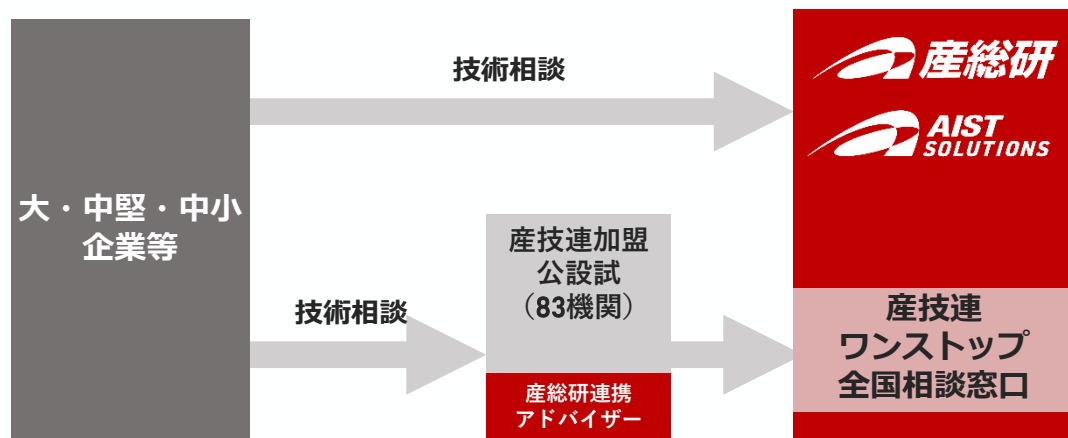 技術相談
産総研
AIST
SOLUTIONS
大・中堅・中小
企業等
産技連加盟
公設試
（83機関）
技術相談
産技連
ワンストップ
全国相談窓口
産総研連携
アドバイザー